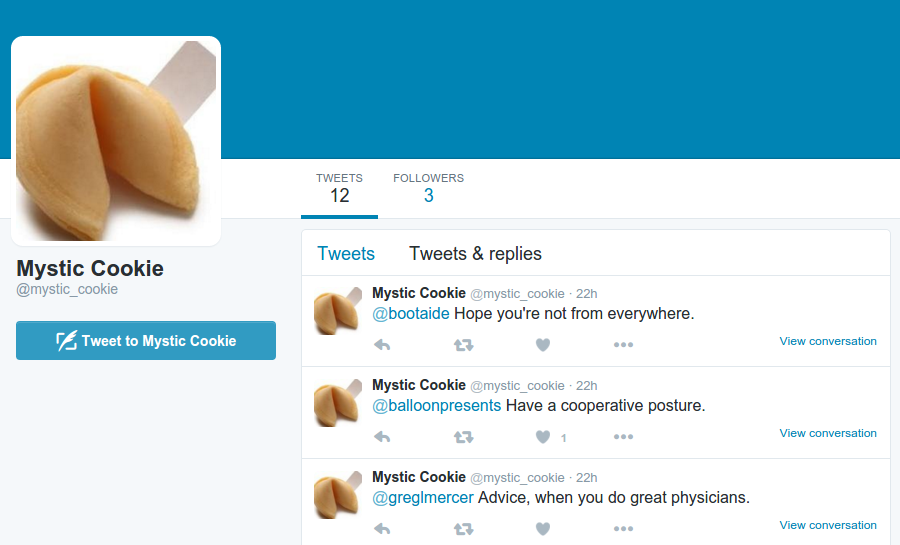 TWEETS
12
FOLLOWERS
3
Mystic Cookie
@mystic_cookie
Tweet to Mystic Cookie
Tweets Tweets & replies
Mystic Cookie @mystic_cookie · 22h
@bootaide Hope you're not from everywhere.
View conversation
Mystic Cookie @mystic_cookie · 22h
@balloonpresents Have a cooperative posture.
1
View conversation
Mystic Cookie @mystic_cookie · 22h
@greglmercer Advice, when you do great physicians.
View conversation